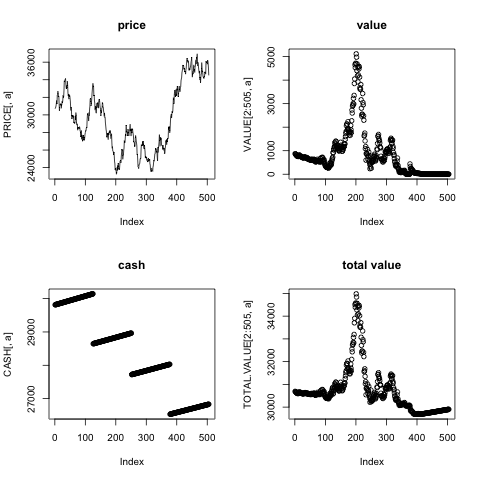 price
PRICE[, a]
24000 30000 36000
0 100 200 300 400 500
Index
value
VALUE[2:505, a]
0 1000 3000 5000
0 100 200 300 400 500
Index
cash
CASH[, a]
27000 29000
0 100 200 300 400 500
Index
total value
TOTAL.VALUE[2:505, a]
30000 32000 34000
0 100 200 300 400 500
Index